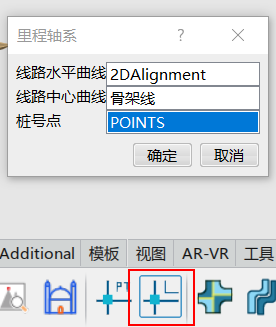 里程轴系
?
线路水平曲线 2DAlignment
线路中心曲线 骨架线
桩号点 POINTS
确定 取消
Additional 模板 视图 AR-VR 工具
PT